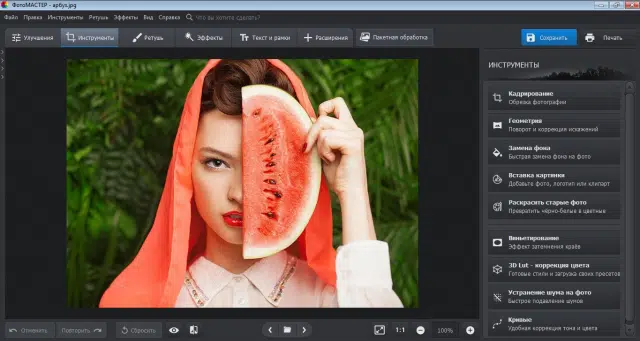 ФотоМАСТЕР - арбус.jpg
Файл Правка Инструменты Ретушь Эффекты Вид Справка Что вы хотите сделать?
Улучшения Инструменты Ретушь Эффекты Текст и рамки Расширения Пакетная обработка Сохранить Печать
ИНСТРУМЕНТЫ
Кадрирование
Обрезка фотографии
Геометрия
Поворот и коррекция искажений
Замена фона
Быстрая замена фона на фото
Вставка картинки
Добавьте фото, логотип или клипарт
Раскрасить старые фото
Превратить чёрно-белые в цветные
Виньетирование
Эффект затемнения краёв
3D Lut - коррекция цвета
Готовые стили и загрузка своих пресетов
Устранение шума на фото
Быстрое подавление шумов
Кривые
Удобная коррекция тона и цвета
Отменить Повторить Сбросить 1:1 100%